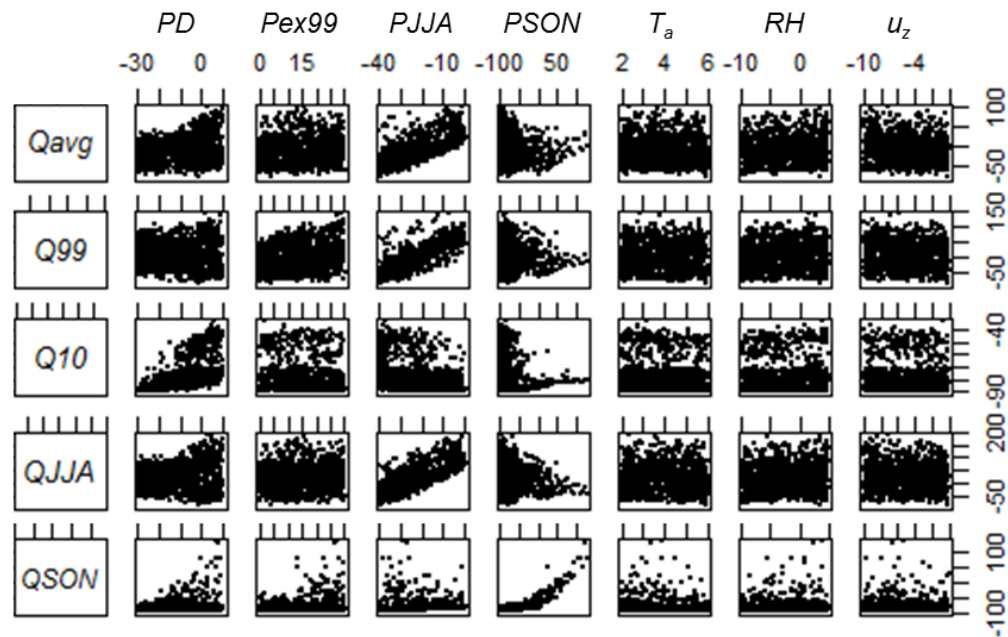 PD Pex99 PJJA PSON Ta RH uz
-30 0 0 15 -40 -10 -100 50 2 4 6 -10 0 -10 -4
Qavg -50 100
Q99 -50 150
Q10 -90 -40
QJJA -50 200
QSON -100 100